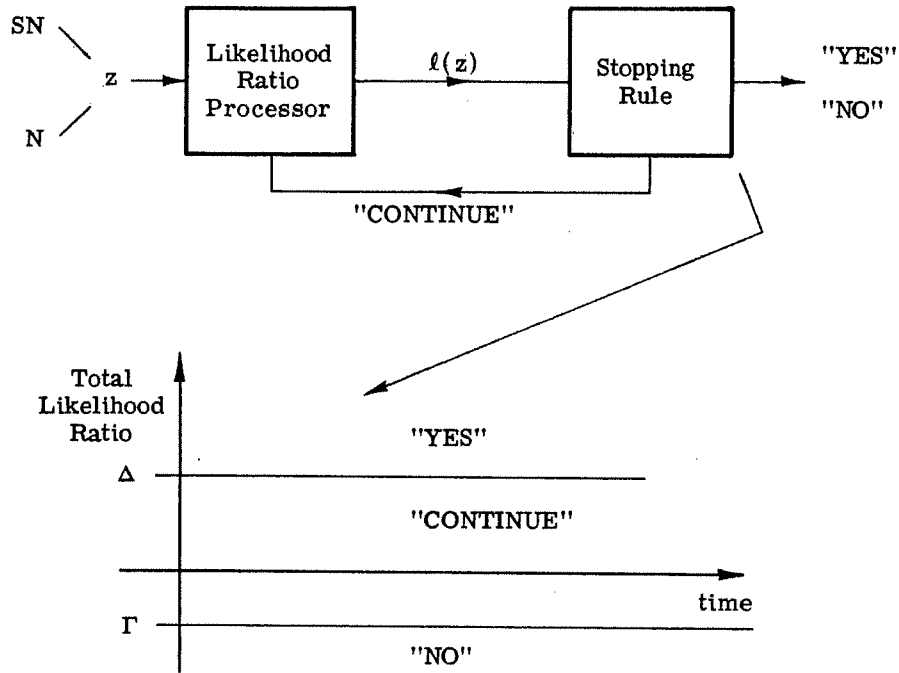 SN
z
N
Likelihood
Ratio
Processor
ℓ(z)
Stopping
Rule
"YES"
"NO"
"CONTINUE"
Total
Likelihood
Ratio
"YES"
Δ
"CONTINUE"
time
Γ
"NO"